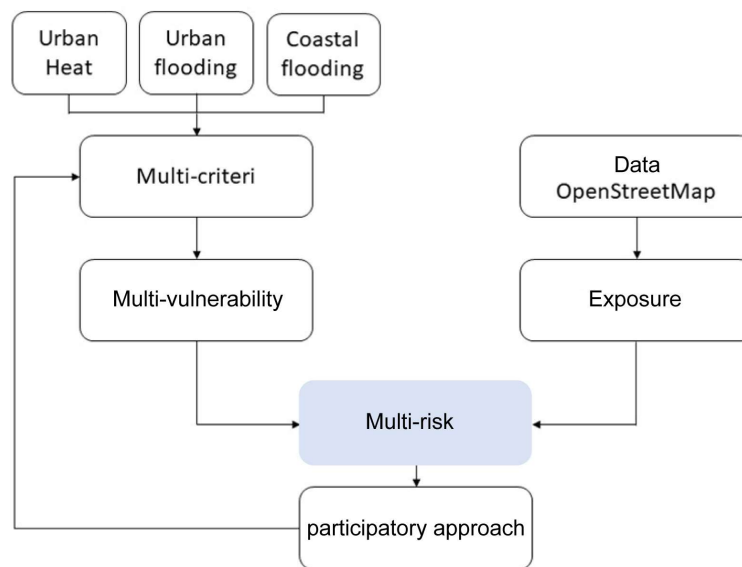 Urban
Heat
Urban
flooding
Coastal
flooding
Multi-criteri
Data
OpenStreetMap
Multi-vulnerability
Exposure
Multi-risk
participatory approach